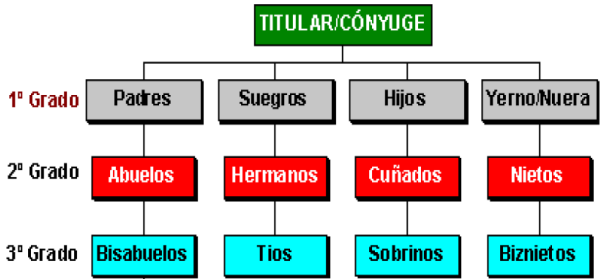 TITULAR/CÓNYUGE
1º Grado Padres Suegros Hijos Yerno/Nuera
2º Grado Abuelos Hermanos Cuñados Nietos
3º Grado Bisabuelos Tios Sobrinos Biznietos